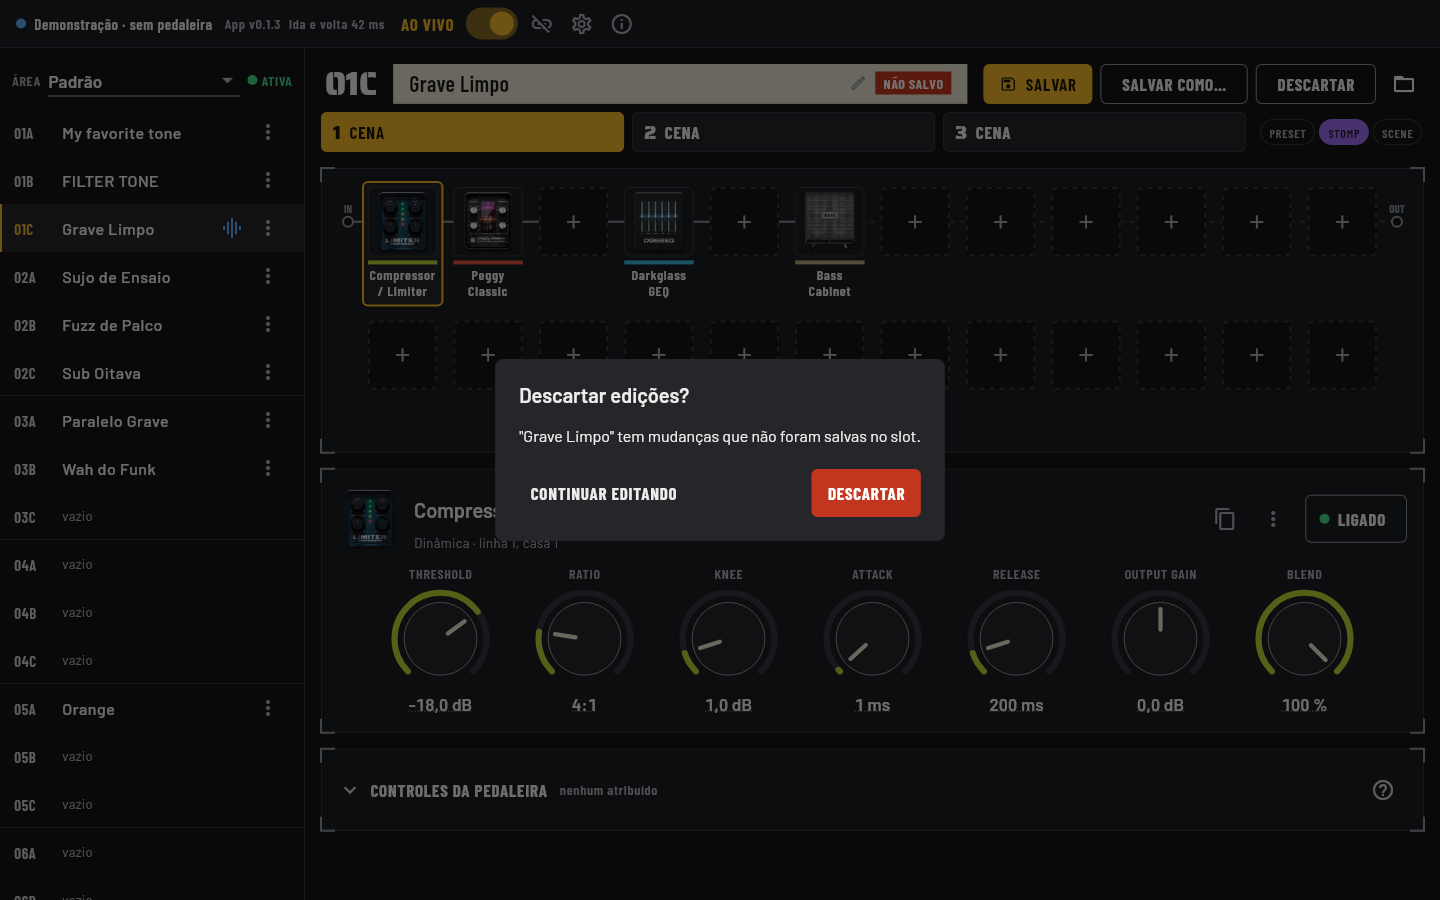 Demonstração · sem pedaleira App v0.1.3 Ida e volta 42 ms AO VIVO
ÁREA Padrão ATIVA
01C Grave Limpo NÃO SALVO SALVAR SALVAR COMO... DESCARTAR
1 CENA 2 CENA 3 CENA PRESET STOMP SCENE
01A My favorite tone
01B FILTER TONE
01C Grave Limpo
02A Sujo de Ensaio
02B Fuzz de Palco
02C Sub Oitava
03A Paralelo Grave
03B Wah do Funk
03C vazio
04A vazio
04B vazio
04C vazio
05A Orange
05B vazio
05C vazio
06A vazio
IN OUT
LIMITER
Compressor / Limiter
Peggy Classic
Darkglass GEQ
Bass Cabinet
Descartar edições?
"Grave Limpo" tem mudanças que não foram salvas no slot.
CONTINUAR EDITANDO DESCARTAR
LIMITER
Compress
Dinâmica · linha 1, casa 1
LIGADO
THRESHOLD RATIO KNEE ATTACK RELEASE OUTPUT GAIN BLEND
-18,0 dB 4:1 1,0 dB 1 ms 200 ms 0,0 dB 100 %
CONTROLES DA PEDALEIRA nenhum atribuído